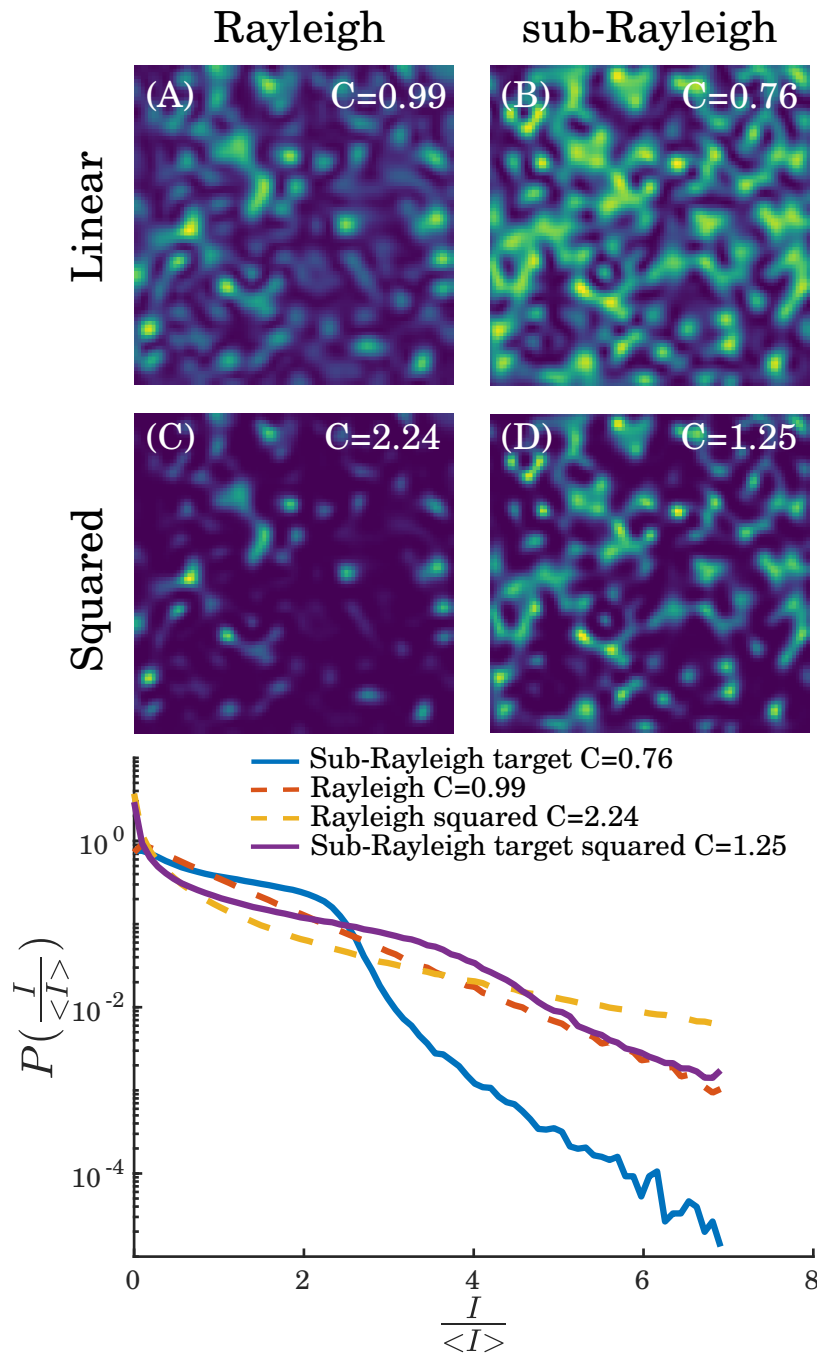 Rayleigh sub-Rayleigh
Linear
(A) C=0.99
(B) C=0.76
Squared
(C) C=2.24
(D) C=1.25
Sub-Rayleigh target C=0.76
Rayleigh C=0.99
Rayleigh squared C=2.24
Sub-Rayleigh target squared C=1.25
P(I/<I>)
10^0
10^-2
10^-4
0 2 4 6 8
I/<I>